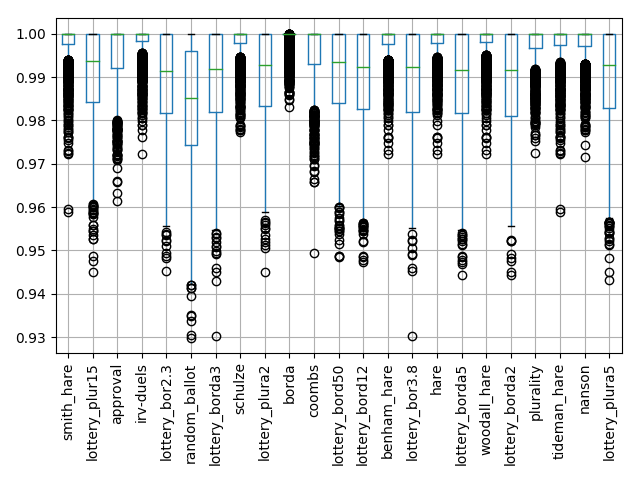 1.00
0.99
0.98
0.97
0.96
0.95
0.94
0.93
smith_hare
lottery_plur15
approval
irv-duels
lottery_bor2.3
random_ballot
lottery_borda3
schulze
lottery_plura2
borda
coombs
lottery_bord50
lottery_bord12
benham_hare
lottery_bor3.8
hare
lottery_borda5
woodall_hare
lottery_borda2
plurality
tideman_hare
nanson
lottery_plura5